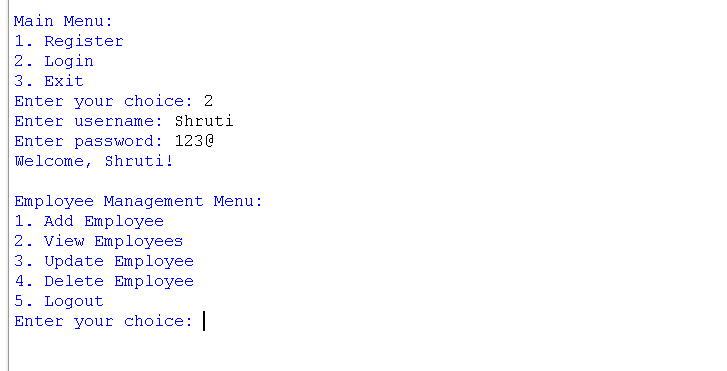 Main Menu:
1. Register
2. Login
3. Exit
Enter your choice: 2
Enter username: Shruti
Enter password: 123@
Welcome, Shruti!
Employee Management Menu:
1. Add Employee
2. View Employees
3. Update Employee
4. Delete Employee
5. Logout
Enter your choice: